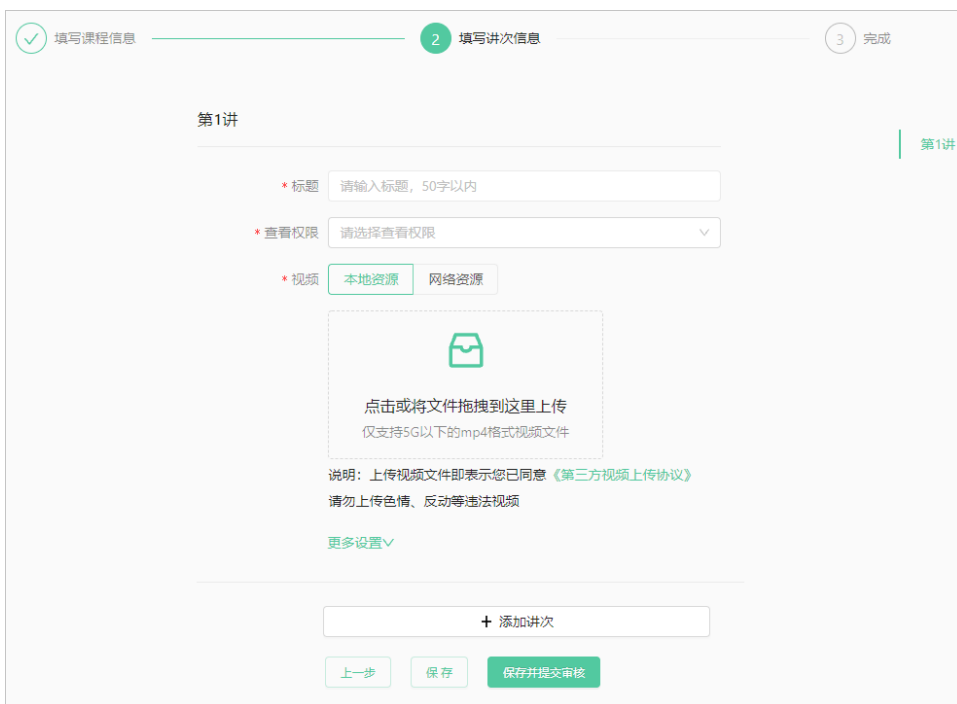 填写课程信息
2 填写讲次信息
3 完成
第1讲
第1讲
* 标题 请输入标题，50字以内
* 查看权限 请选择查看权限
* 视频 本地资源 网络资源
点击或将文件拖拽到这里上传
仅支持5G以下的mp4格式视频文件
说明：上传视频文件即表示您已同意《第三方视频上传协议》
请勿上传色情、反动等违法视频
更多设置
+ 添加讲次
上一步 保存 保存并提交审核